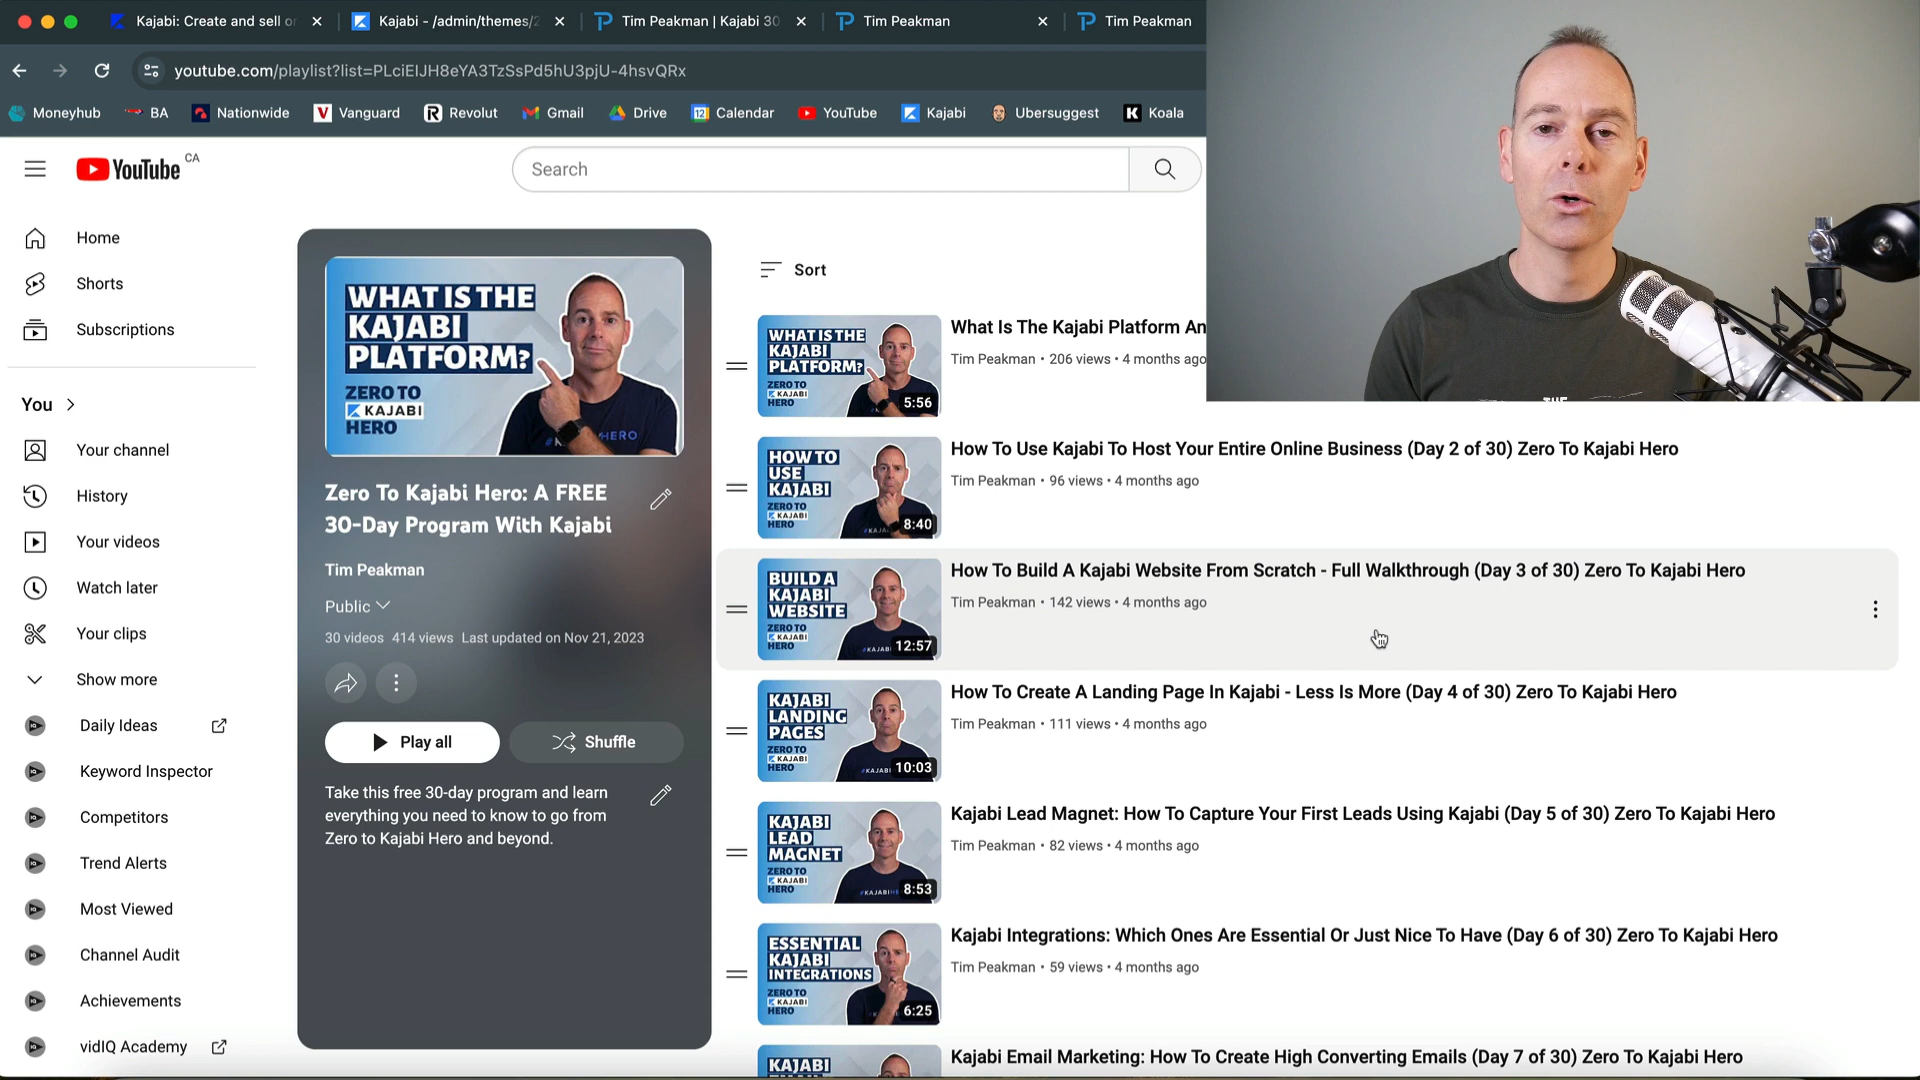 Kajabi: Create and sell or
Kajabi - /admin/themes/2
Tim Peakman | Kajabi 30
Tim Peakman
Tim Peakman
youtube.com/playlist?list=PLciEIJH8eYA3TzSsPd5hU3pjU-4hsvQRx
Moneyhub
BA
Nationwide
Vanguard
Revolut
Gmail
Drive
Calendar
YouTube
Kajabi
Ubersuggest
Koala
YouTube CA
Search
Home
Shorts
Subscriptions
You
Your channel
History
Your videos
Watch later
Your clips
Show more
Daily Ideas
Keyword Inspector
Competitors
Trend Alerts
Most Viewed
Channel Audit
Achievements
vidIQ Academy
WHAT IS THE
KAJABI
PLATFORM?
ZERO TO
KAJABI
HERO
Zero To Kajabi Hero: A FREE
30-Day Program With Kajabi
Tim Peakman
Public
30 videos 414 views Last updated on Nov 21, 2023
Play all
Shuffle
Take this free 30-day program and learn
everything you need to know to go from
Zero to Kajabi Hero and beyond.
Sort
WHAT IS THE
KAJABI
PLATFORM?
ZERO TO
KAJABI
HERO
5:56
What Is The Kajabi Platform An
Tim Peakman • 206 views • 4 months ago
HOW TO
USE
KAJABI
ZERO TO
KAJABI
HERO
8:40
How To Use Kajabi To Host Your Entire Online Business (Day 2 of 30) Zero To Kajabi Hero
Tim Peakman • 96 views • 4 months ago
BUILD A
KAJABI
WEBSITE
ZERO TO
KAJABI
HERO
12:57
How To Build A Kajabi Website From Scratch - Full Walkthrough (Day 3 of 30) Zero To Kajabi Hero
Tim Peakman • 142 views • 4 months ago
KAJABI
LANDING
PAGES
ZERO TO
KAJABI
HERO
10:03
How To Create A Landing Page In Kajabi - Less Is More (Day 4 of 30) Zero To Kajabi Hero
Tim Peakman • 111 views • 4 months ago
KAJABI
LEAD
MAGNET
ZERO TO
KAJABI
HERO
8:53
Kajabi Lead Magnet: How To Capture Your First Leads Using Kajabi (Day 5 of 30) Zero To Kajabi Hero
Tim Peakman • 82 views • 4 months ago
ESSENTIAL
KAJABI
INTEGRATIONS
ZERO TO
KAJABI
HERO
6:25
Kajabi Integrations: Which Ones Are Essential Or Just Nice To Have (Day 6 of 30) Zero To Kajabi Hero
Tim Peakman • 59 views • 4 months ago
KAJABI
Kajabi Email Marketing: How To Create High Converting Emails (Day 7 of 30) Zero To Kajabi Hero
THE